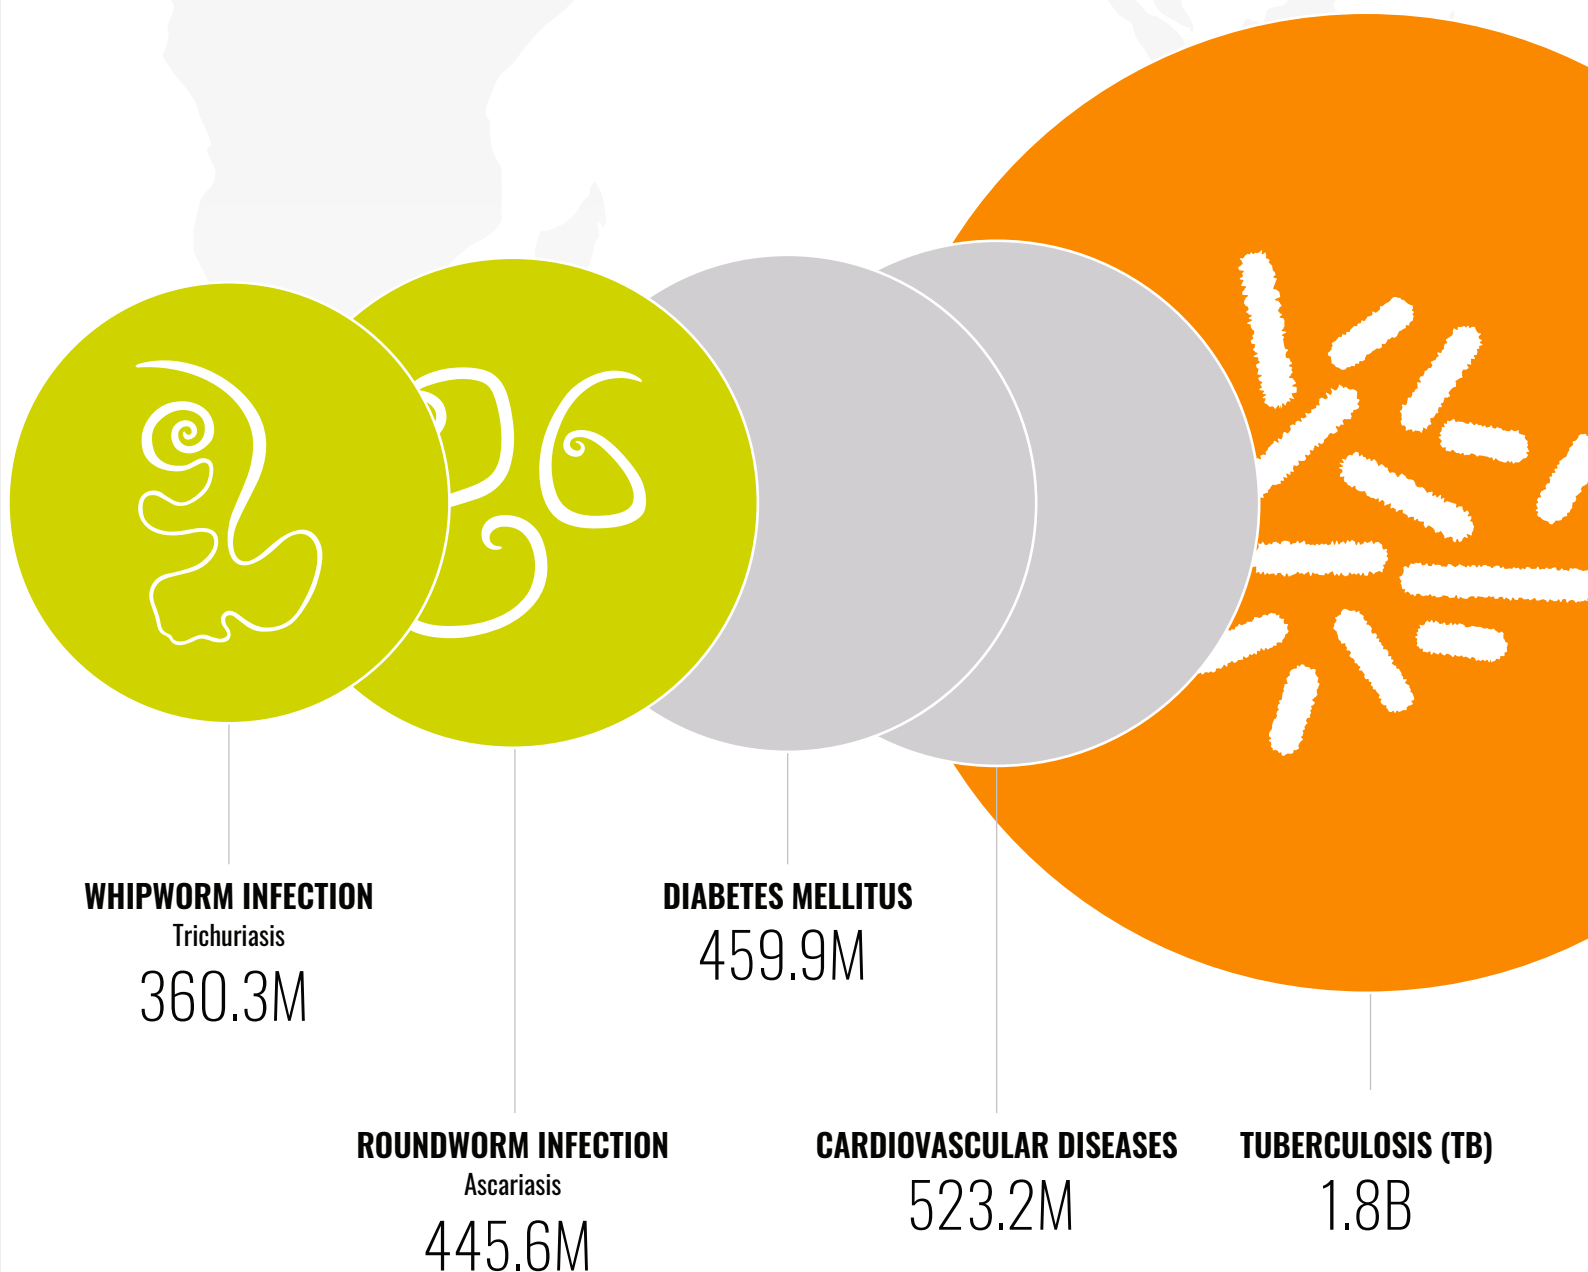 WHIPWORM INFECTION
Trichuriasis
360.3M
ROUNDWORM INFECTION
Ascariasis
445.6M
DIABETES MELLITUS
459.9M
CARDIOVASCULAR DISEASES
523.2M
TUBERCULOSIS (TB)
1.8B